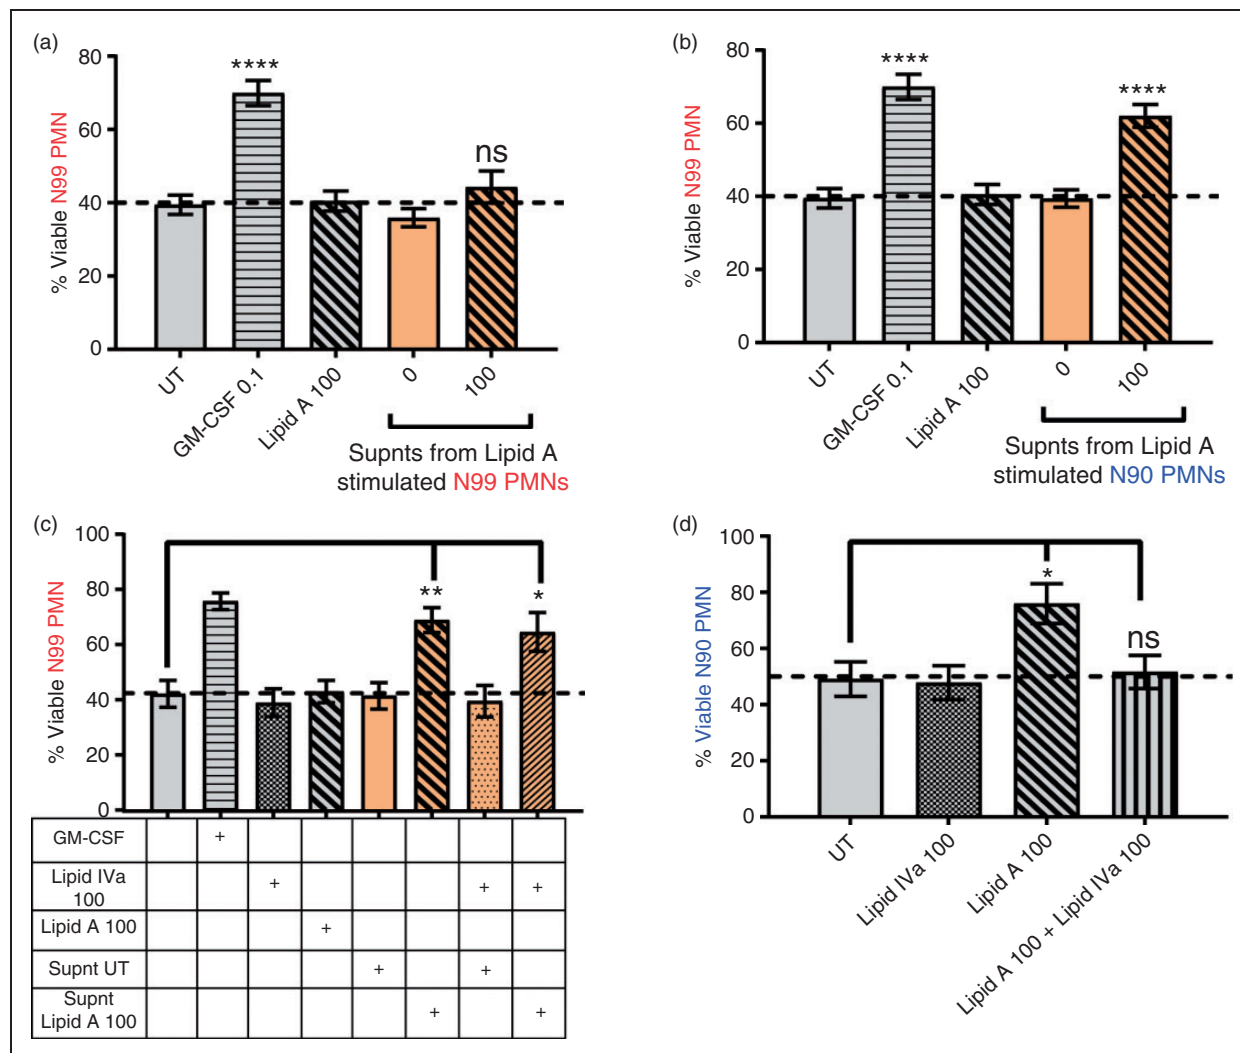 (a)
% Viable N99 PMN
80
60
40
20
0
****
ns
UT
GM-CSF 0.1
Lipid A 100
0
100
Supnts from Lipid A
stimulated N99 PMNs
(b)
% Viable N99 PMN
80
60
40
20
0
****
****
UT
GM-CSF 0.1
Lipid A 100
0
100
Supnts from Lipid A
stimulated N90 PMNs
(c)
% Viable N99 PMN
100
80
60
40
20
0
**
*
GM-CSF +
Lipid IVa
100 + + +
Lipid A 100 +
Supnt UT + +
Supnt
Lipid A 100 + +
(d)
% Viable N90 PMN
100
80
60
40
20
0
*
ns
UT
Lipid IVa 100
Lipid A 100
Lipid A 100 + Lipid IVa 100